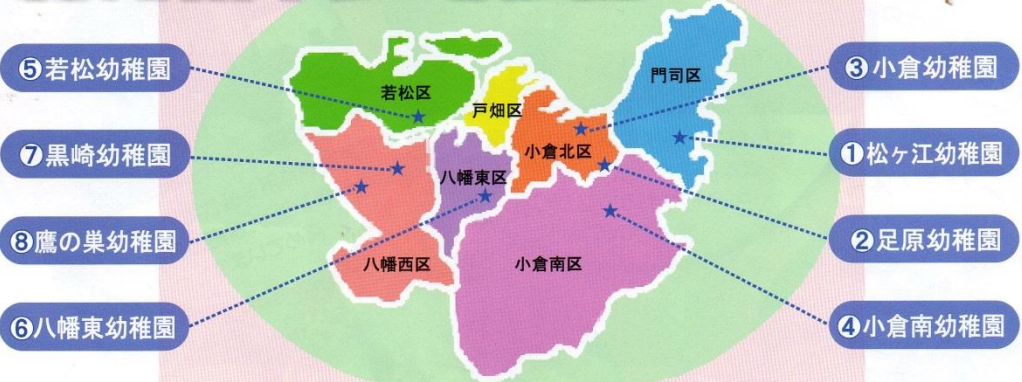 ⑤若松幼稚園
⑦黒崎幼稚園
⑧鷹の巣幼稚園
⑥八幡東幼稚園
若松区
戸畑区
門司区
小倉北区
八幡東区
八幡西区
小倉南区
③小倉幼稚園
①松ヶ江幼稚園
②足原幼稚園
④小倉南幼稚園